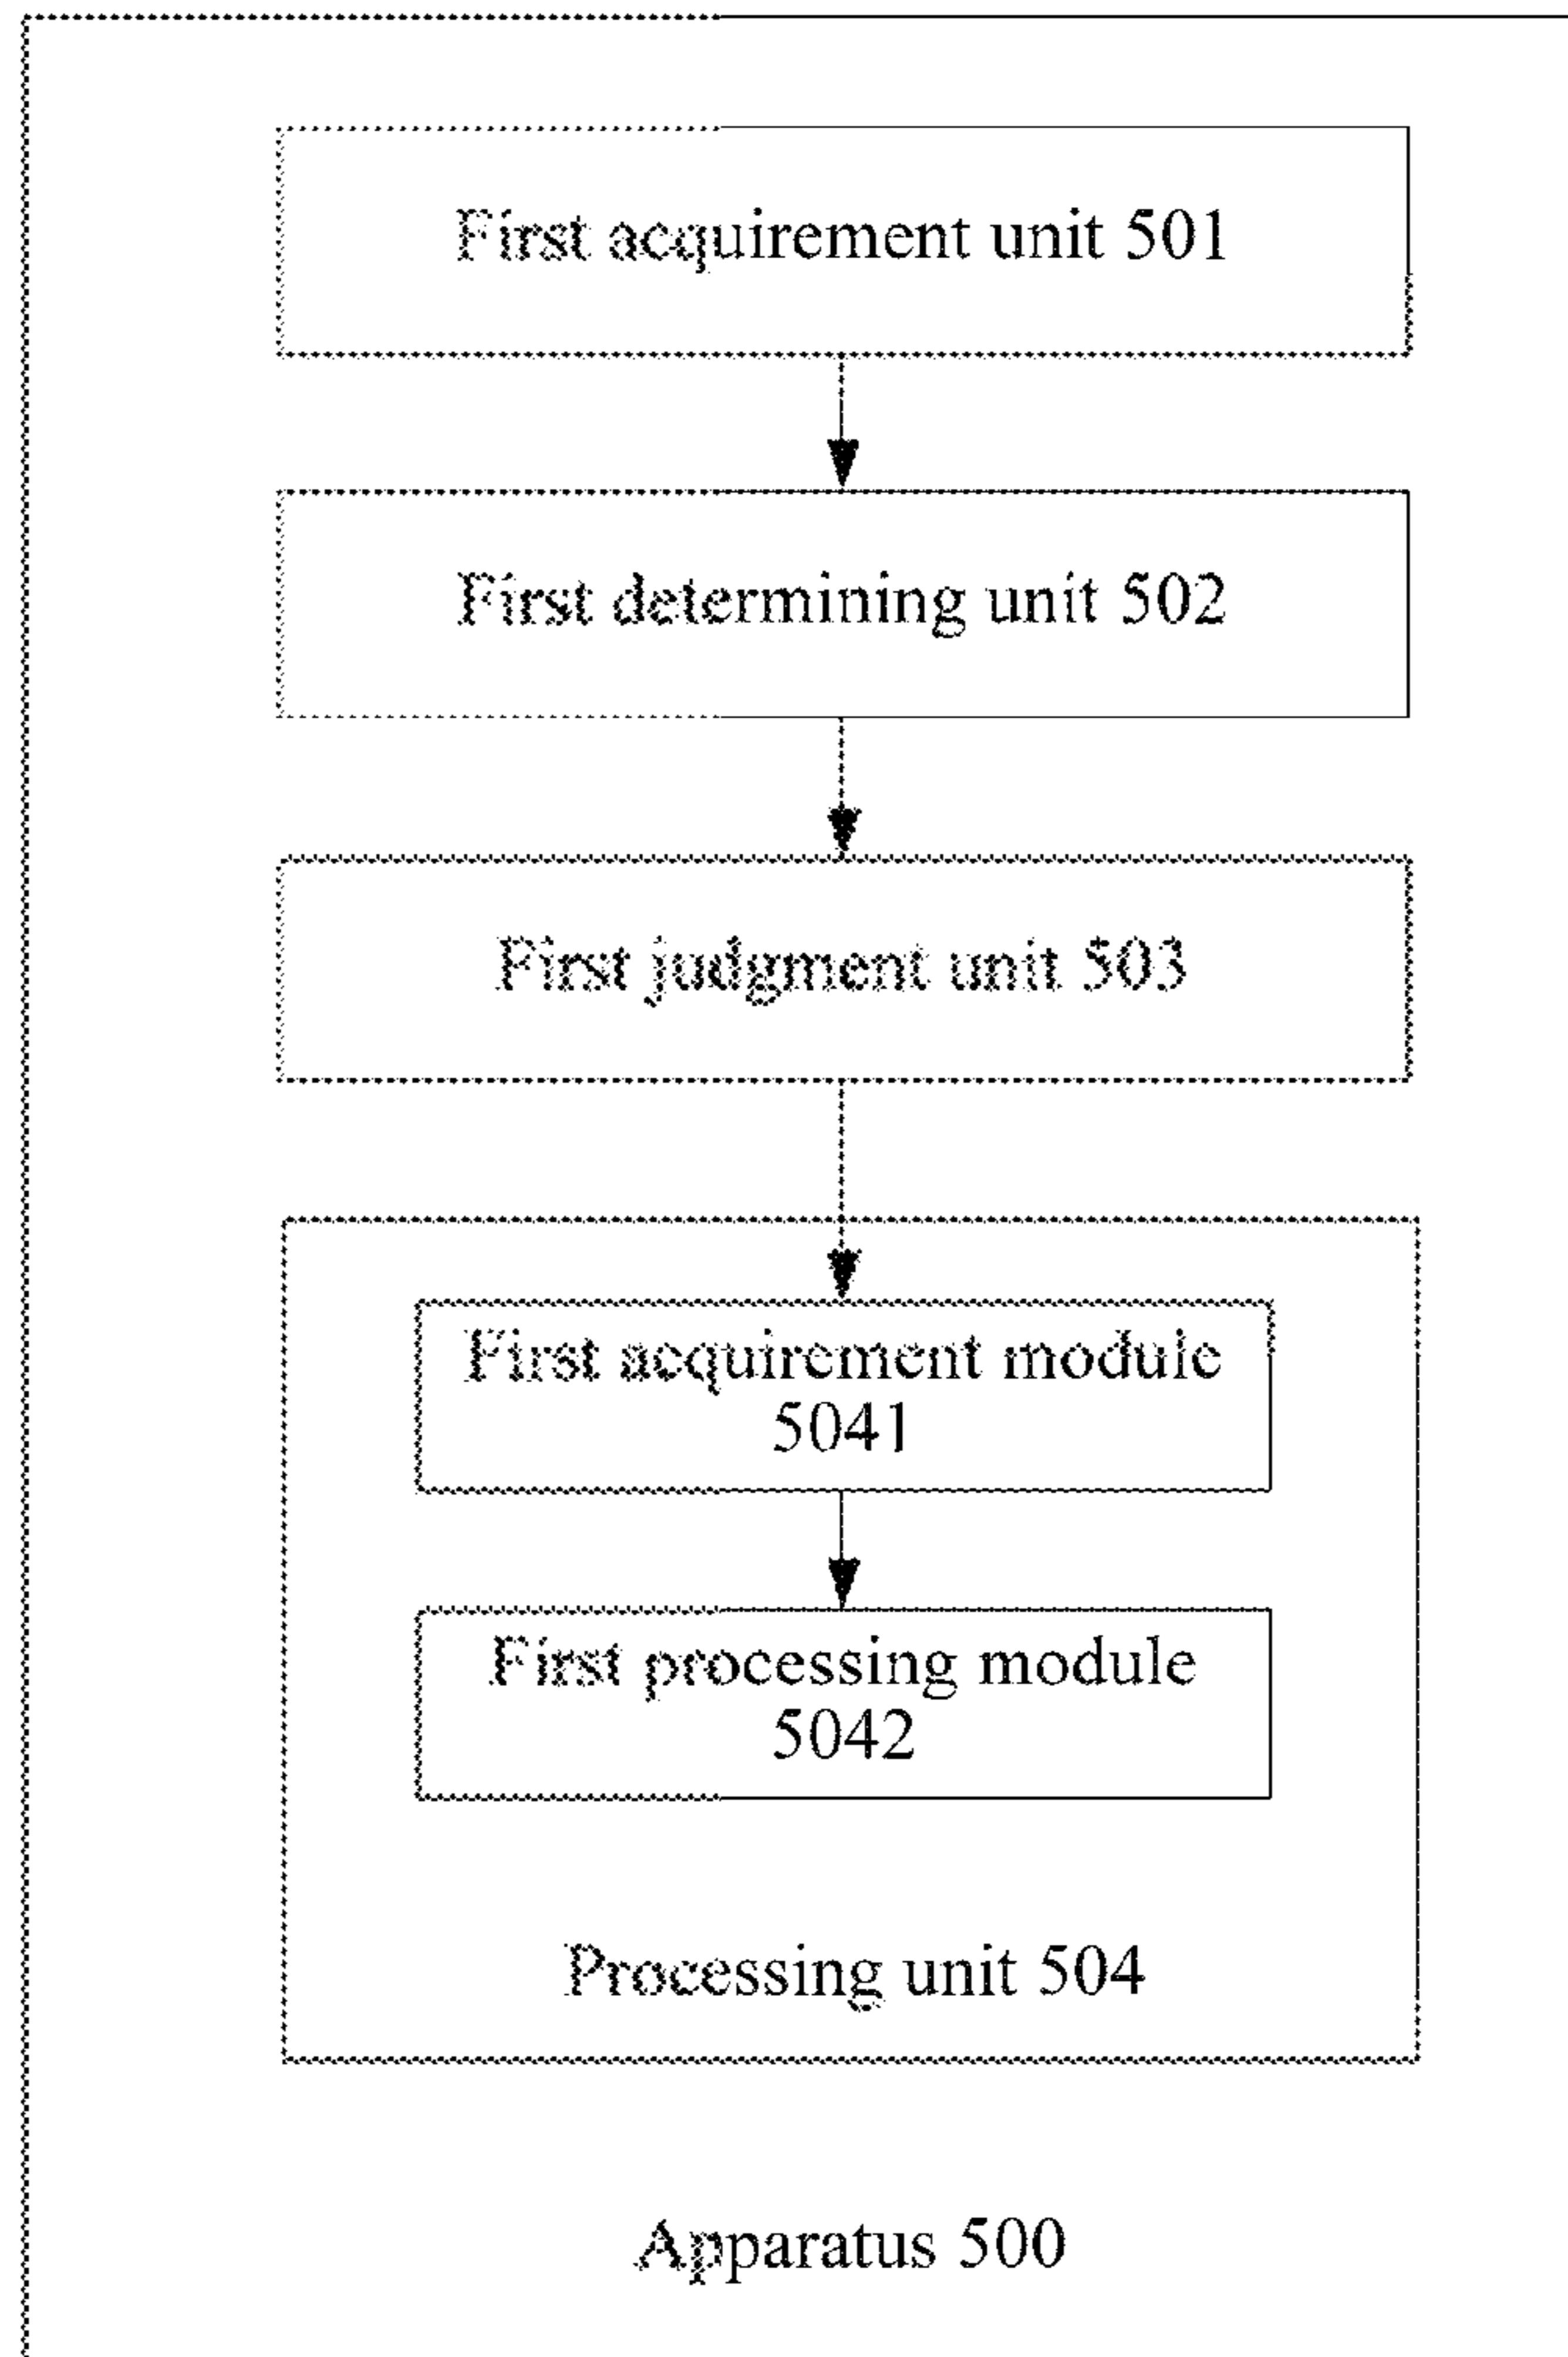 First acquirement unit 501
First determining unit 502
First judgment unit 503
First acquirement module
5041
First processing module
5042
Processing unit 504
Apparatus 500